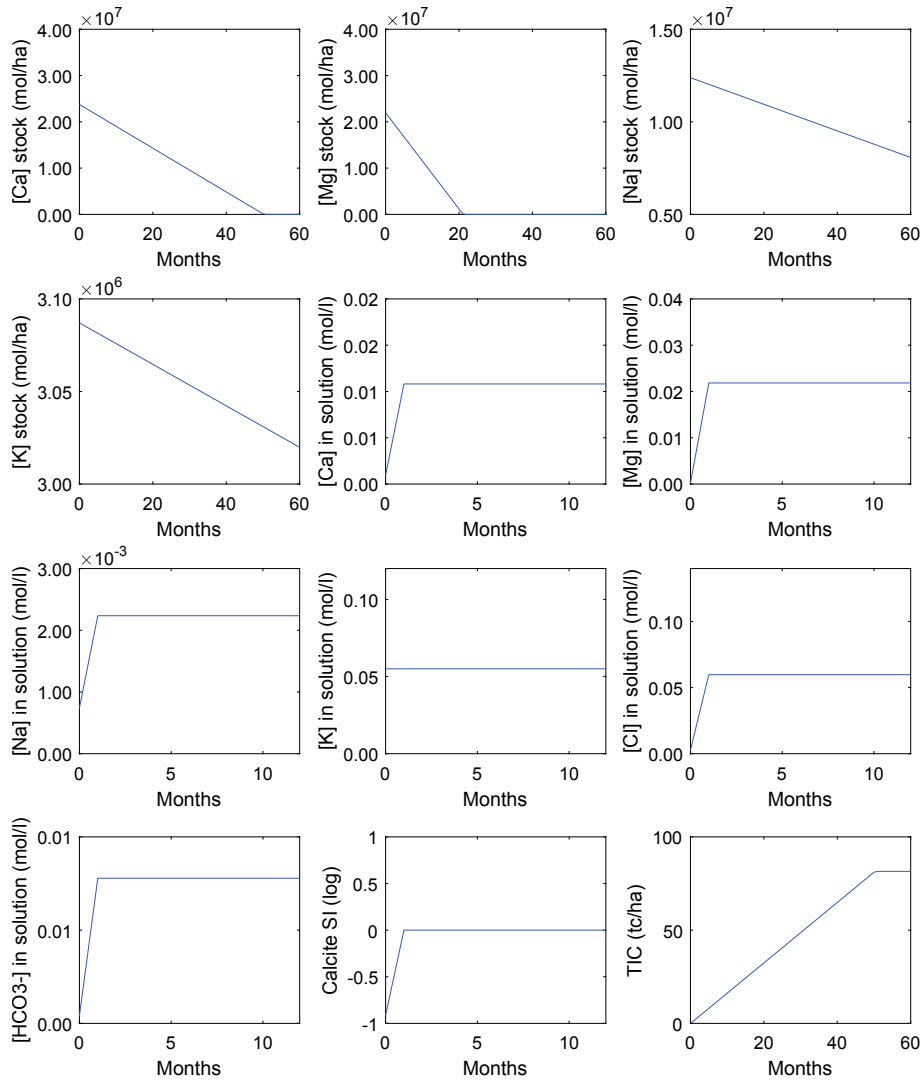 ×10^7
[Ca] stock (mol/ha)
4.00
3.00
2.00
1.00
0.00
0 20 40 60
Months
×10^7
[Mg] stock (mol/ha)
4.00
3.00
2.00
1.00
0.00
0 20 40 60
Months
×10^7
[Na] stock (mol/ha)
1.50
1.00
0.50
0 20 40 60
Months
×10^6
[K] stock (mol/ha)
3.10
3.05
3.00
0 20 40 60
Months
[Ca] in solution (mol/l)
0.02
0.02
0.01
0.01
0.00
0 5 10
Months
[Mg] in solution (mol/l)
0.04
0.03
0.02
0.01
0.00
0 5 10
Months
×10^-3
[Na] in solution (mol/l)
3.00
2.00
1.00
0.00
0 5 10
Months
[K] in solution (mol/l)
0.10
0.05
0.00
0 5 10
Months
[Cl] in solution (mol/l)
0.10
0.05
0.00
0 5 10
Months
[HCO3-] in solution (mol/l)
0.01
0.01
0.00
0 5 10
Months
Calcite SI (log)
1
0.5
0
-0.5
-1
0 5 10
Months
TIC (tc/ha)
100
50
0
0 20 40 60
Months